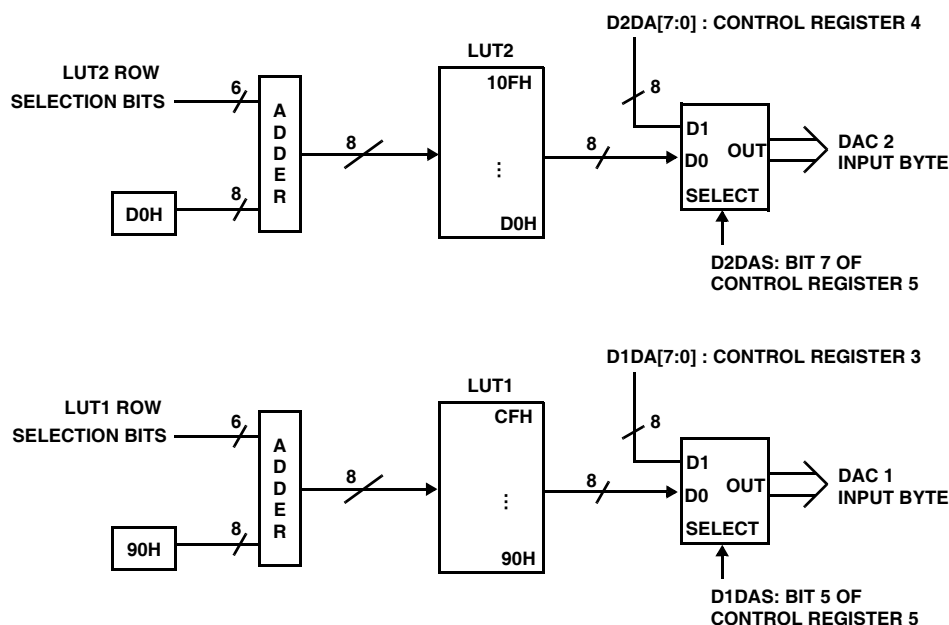 D2DA[7:0] : CONTROL REGISTER 4
LUT2
LUT2 ROW
SELECTION BITS
6
ADDER
8
D0H
8
10FH
⋮
D0H
8
8
D1
D0
OUT
SELECT
DAC 2
INPUT BYTE
D2DAS: BIT 7 OF
CONTROL REGISTER 5
D1DA[7:0] : CONTROL REGISTER 3
LUT1
LUT1 ROW
SELECTION BITS
6
ADDER
8
90H
8
CFH
⋮
90H
8
8
D1
D0
OUT
SELECT
DAC 1
INPUT BYTE
D1DAS: BIT 5 OF
CONTROL REGISTER 5